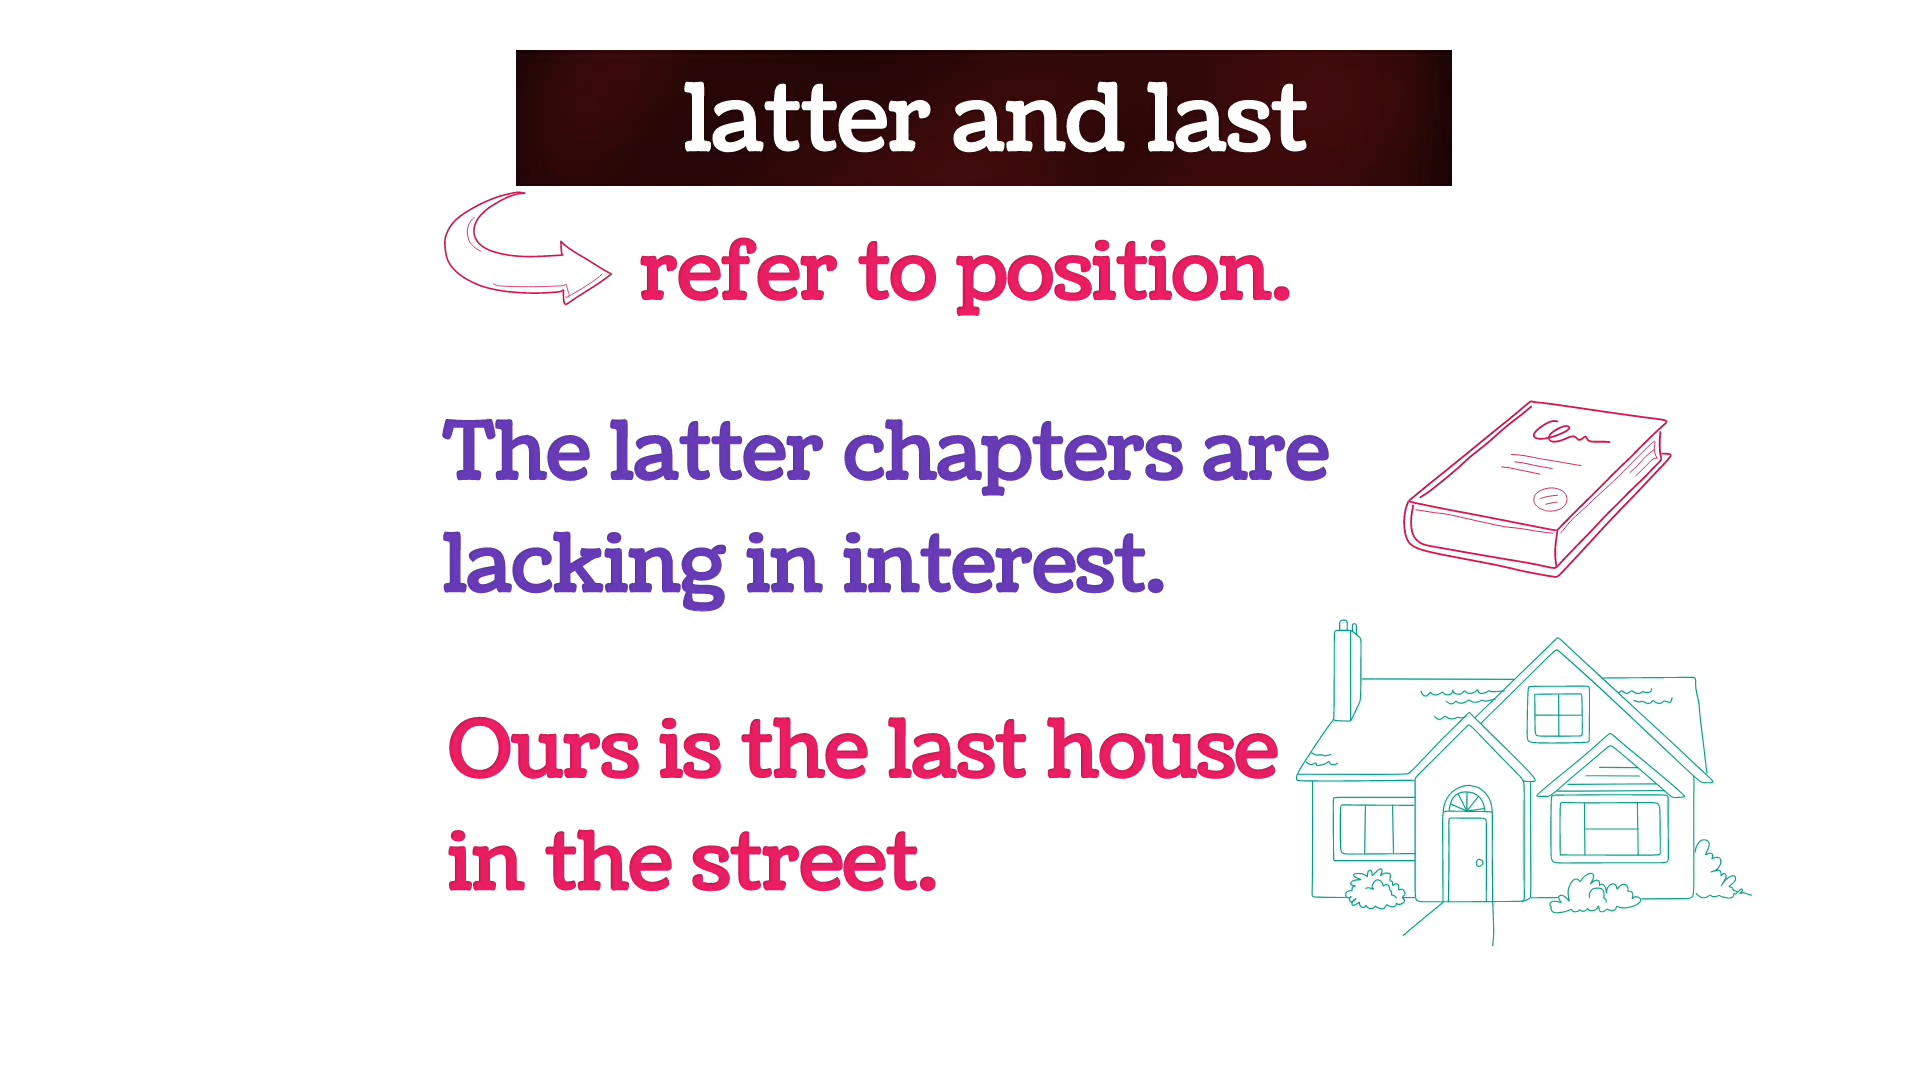 latter and last
refer to position.
The latter chapters are
lacking in interest.
Ours is the last house
in the street.